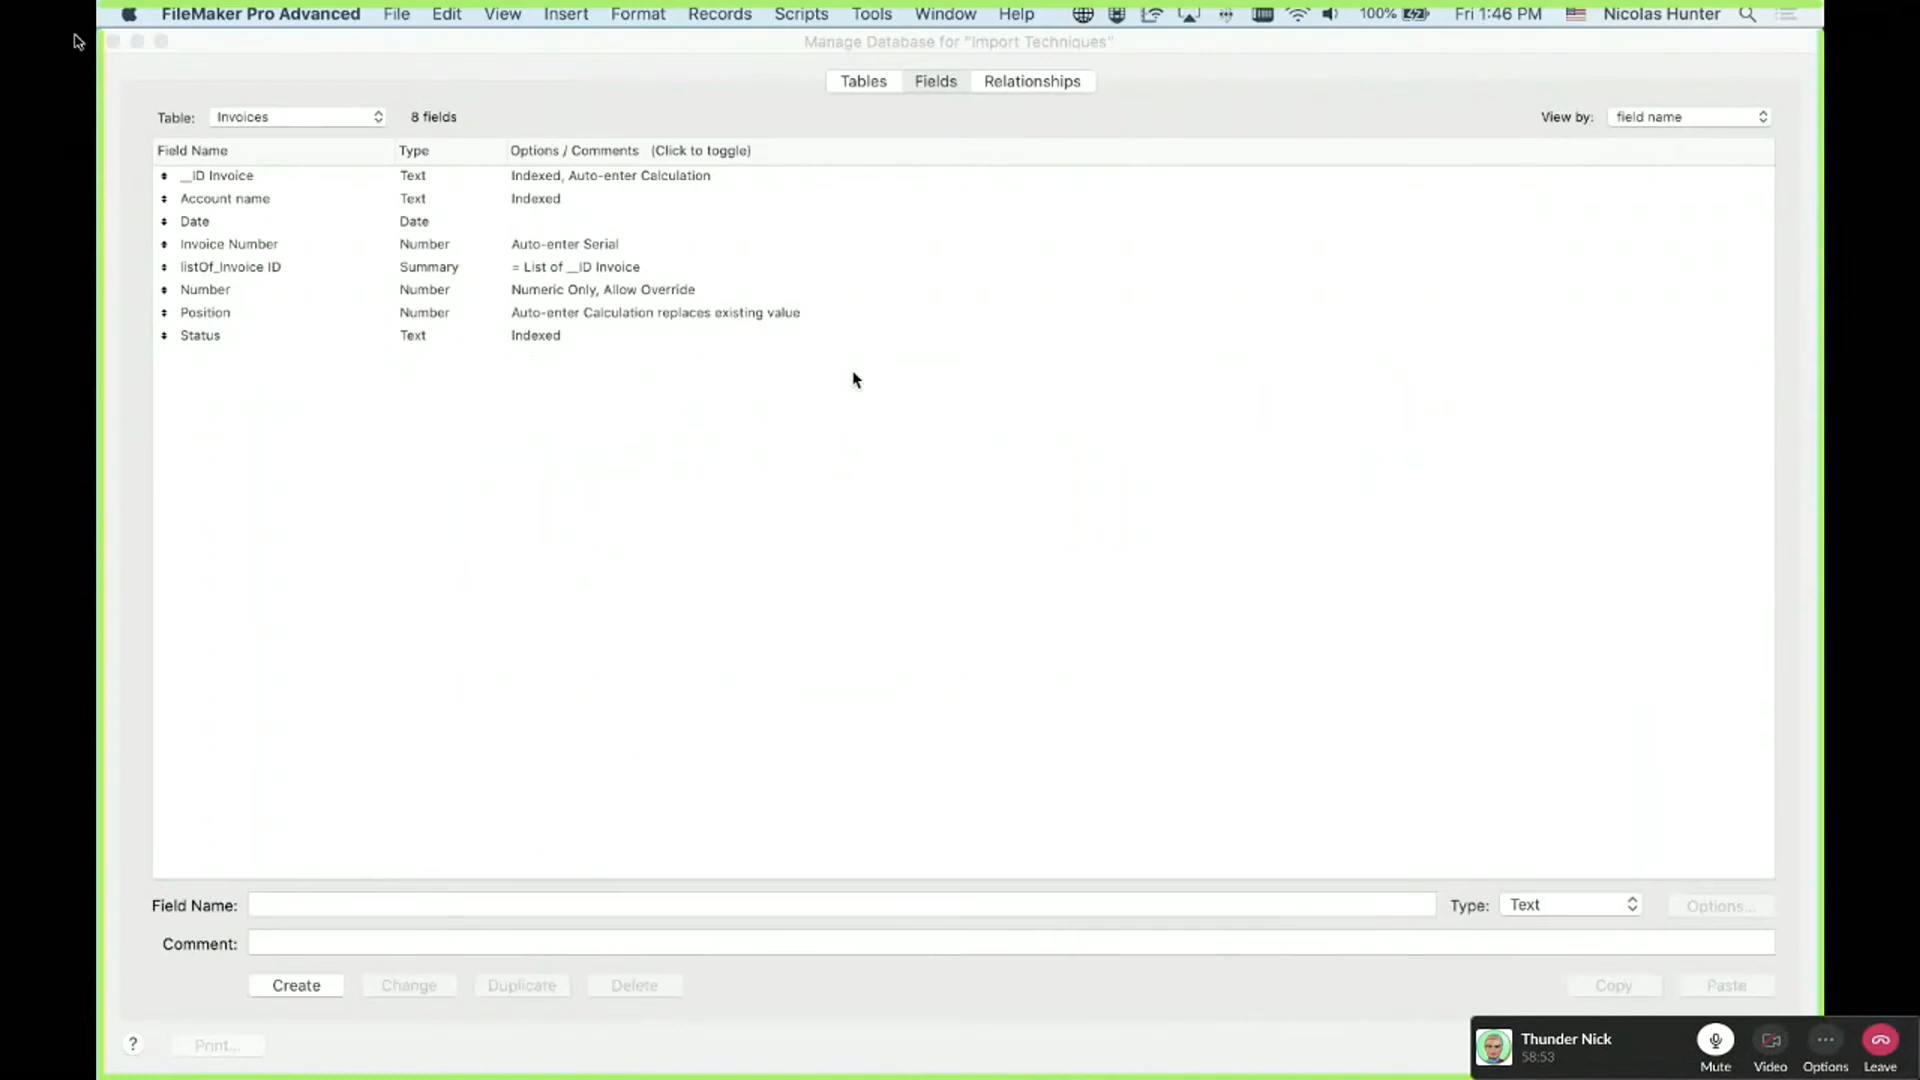 FileMaker Pro Advanced File Edit View Insert Format Records Scripts Tools Window Help 100% Fri 1:46 PM Nicolas Hunter
Manage Database for "Import Techniques"
Tables Fields Relationships
Table: Invoices 8 fields View by: field name
Field Name Type Options / Comments (Click to toggle)
__ID Invoice Text Indexed, Auto-enter Calculation
Account name Text Indexed
Date Date
Invoice Number Number Auto-enter Serial
listOf_Invoice ID Summary = List of __ID Invoice
Number Number Numeric Only, Allow Override
Position Number Auto-enter Calculation replaces existing value
Status Text Indexed
Field Name: Type: Text Options...
Comment:
Create Change Duplicate Delete Copy Paste
? Print...
Thunder Nick
58:53
Mute Video Options Leave